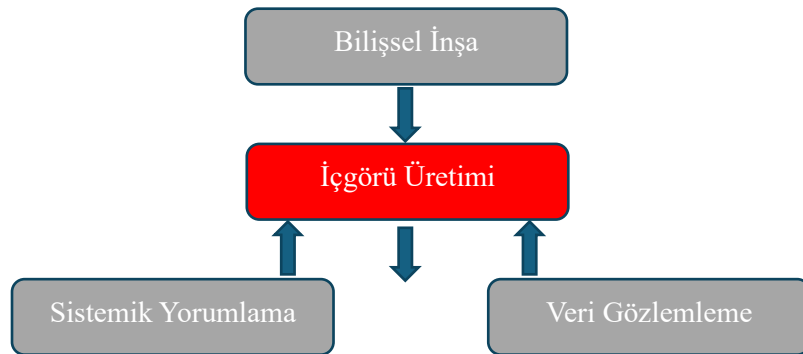 Bilişsel İnşa
İçgörü Üretimi
Sistemik Yorumlama
Veri Gözlemleme